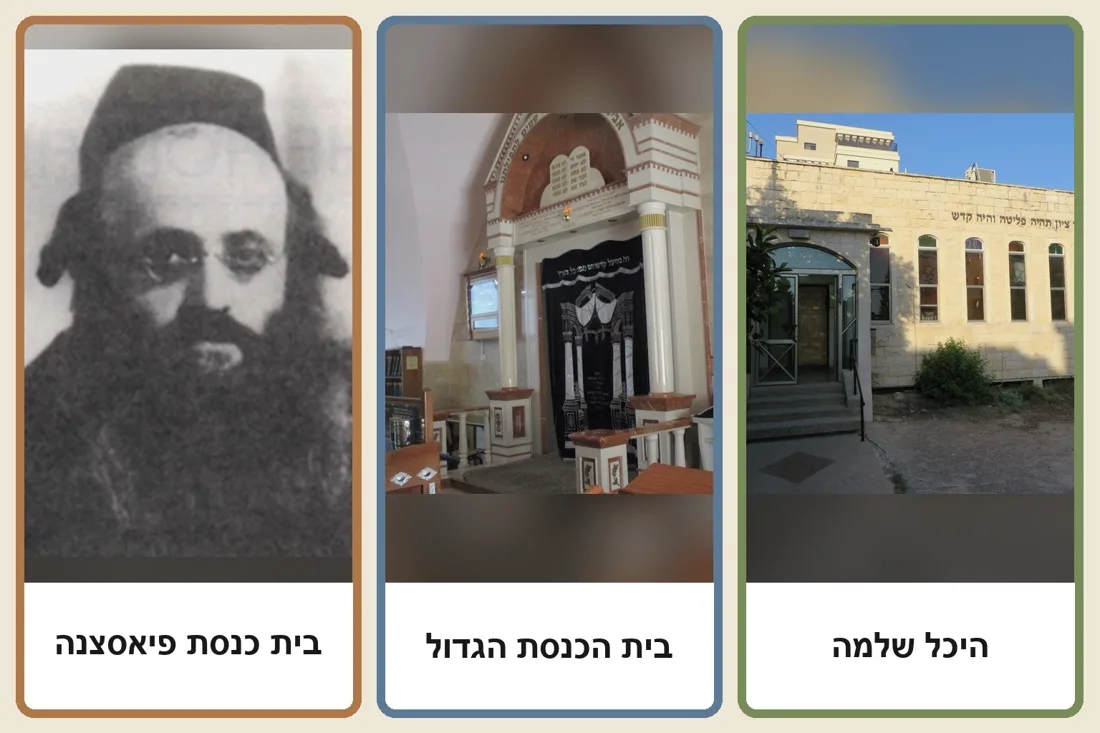 היכל שלמה
בית הכנסת הגדול
בית כנסת פיאסצנה
ציון תהיה פליטה והיה קדש